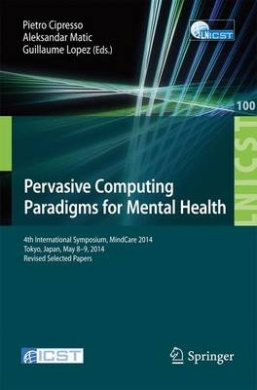 Pietro Cipresso
Aleksandar Matic
Guillaume Lopez (Eds.)
ICST
100
LNICST
Pervasive Computing
Paradigms for Mental Health
4th International Symposium, MindCare 2014
Tokyo, Japan, May 8–9, 2014
Revised Selected Papers
ICST
Springer